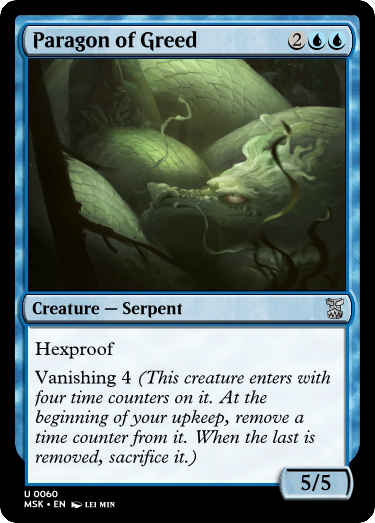 Paragon of Greed 2
Creature — Serpent
Hexproof
Vanishing 4 (This creature enters with
four time counters on it. At the
beginning of your upkeep, remove a
time counter from it. When the last is
removed, sacrifice it.)
5/5
U 0060
MSK • EN LEI MIN